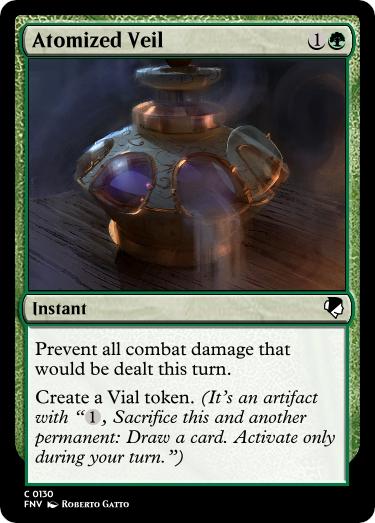 Atomized Veil 1
Instant
Prevent all combat damage that
would be dealt this turn.
Create a Vial token. (It's an artifact
with “1, Sacrifice this and another
permanent: Draw a card. Activate only
during your turn.”)
C 0130
FNV Roberto Gatto